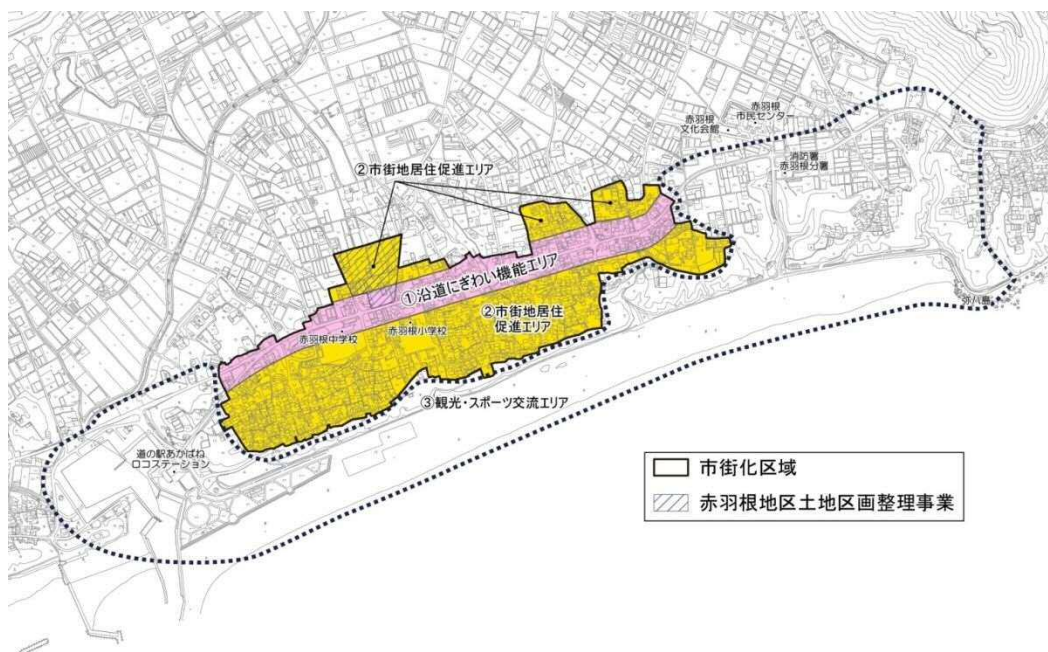 赤羽根
市民センター
赤羽根
文化会館
消防署
赤羽根分署
②市街地居住促進エリア
①沿道にぎわい機能エリア
②市街地居住
促進エリア
赤羽根小学校
赤羽根中学校
弥八島
③観光・スポーツ交流エリア
道の駅あかばね
ロコステーション
市街化区域
赤羽根地区土地区画整理事業